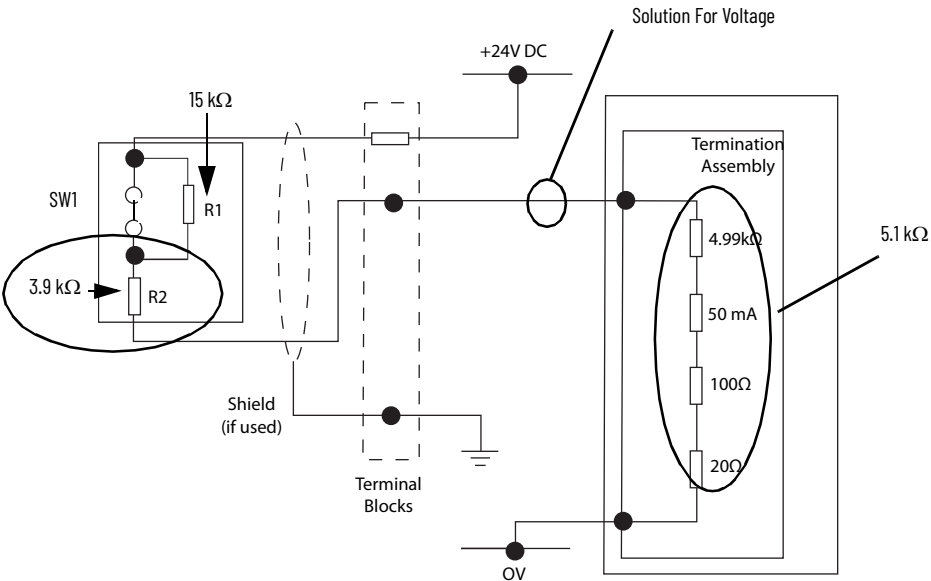 Solution For Voltage
+24V DC
15 kΩ
Termination
Assembly
SW1
R1
4.99kΩ
5.1 kΩ
3.9 kΩ
R2
50 mA
100Ω
Shield
(if used)
20Ω
Terminal
Blocks
0V